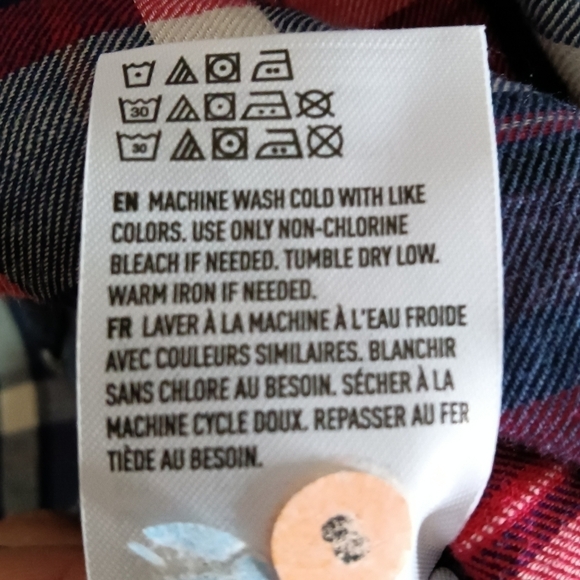 30
30
EN MACHINE WASH COLD WITH LIKE
COLORS. USE ONLY NON-CHLORINE
BLEACH IF NEEDED. TUMBLE DRY LOW.
WARM IRON IF NEEDED.
FR LAVER À LA MACHINE À L'EAU FROIDE
AVEC COULEURS SIMILAIRES. BLANCHIR
SANS CHLORE AU BESOIN. SÉCHER À LA
MACHINE CYCLE DOUX. REPASSER AU FER
TIÈDE AU BESOIN.